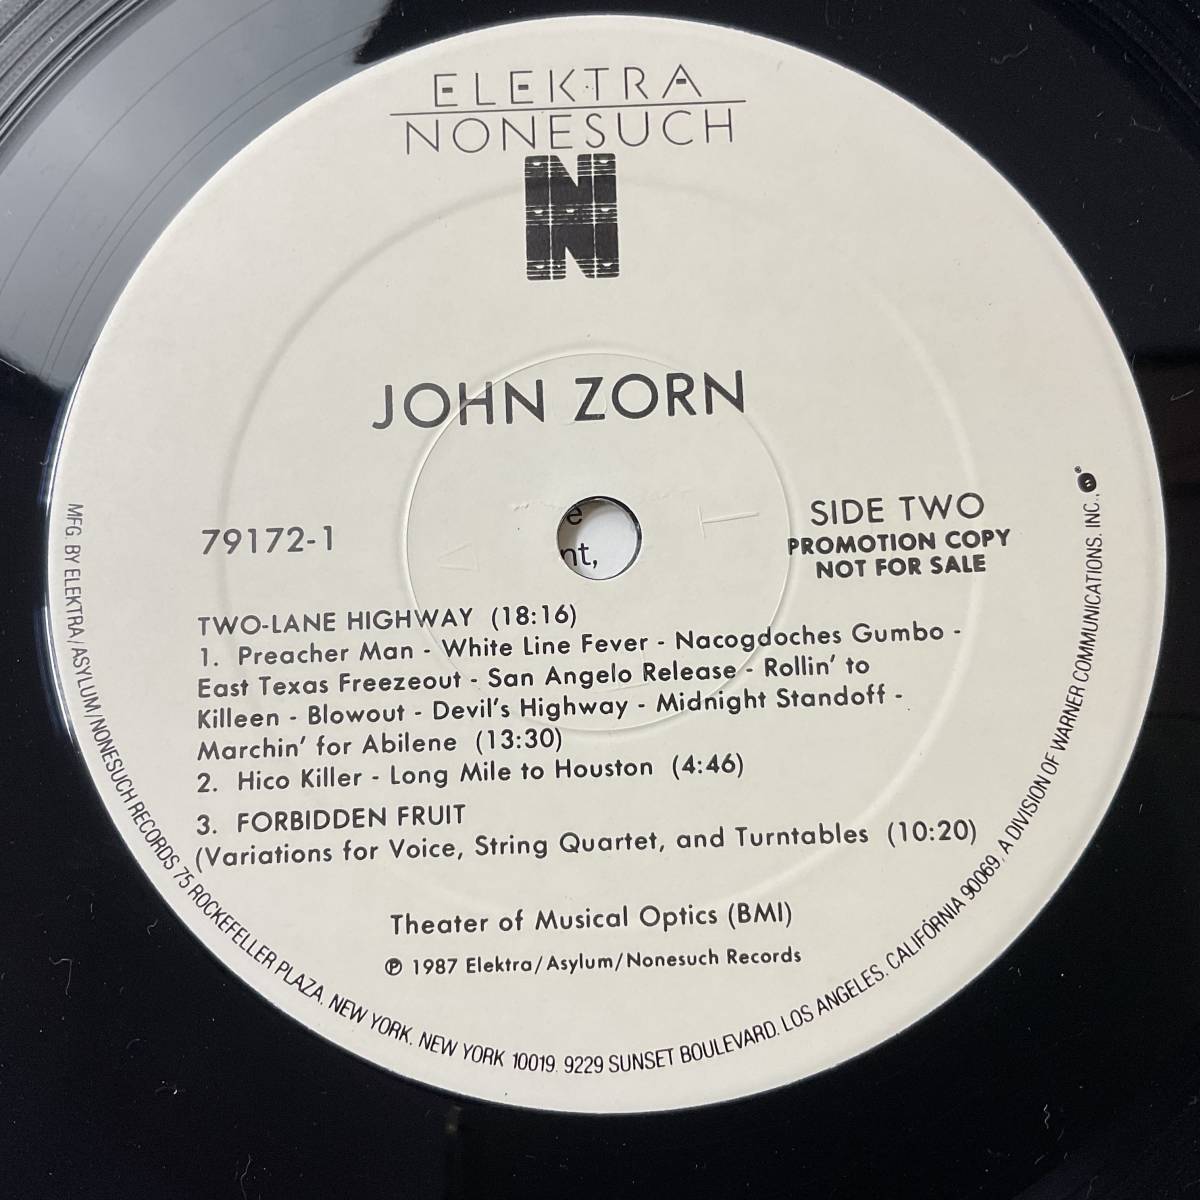 ELEKTRA
NONESUCH
N
JOHN ZORN
79172-1
SIDE TWO
PROMOTION COPY
NOT FOR SALE
e
nt,
TWO-LANE HIGHWAY (18:16)
1. Preacher Man - White Line Fever - Nacogdoches Gumbo -
East Texas Freezeout - San Angelo Release - Rollin' to
Killeen - Blowout - Devil's Highway - Midnight Standoff -
Marchin' for Abilene (13:30)
2. Hico Killer - Long Mile to Houston (4:46)
3. FORBIDDEN FRUIT
(Variations for Voice, String Quartet, and Turntables (10:20)
Theater of Musical Optics (BMI)
℗ 1987 Elektra/Asylum/Nonesuch Records
MFG. BY ELEKTRA/ASYLUM/NONESUCH RECORDS 75 ROCKEFELLER PLAZA, NEW YORK, NEW YORK 10019. 9229 SUNSET BOULEVARD, LOS ANGELES, CALIFORNIA 90069, A DIVISION OF WARNER COMMUNICATIONS, INC.,